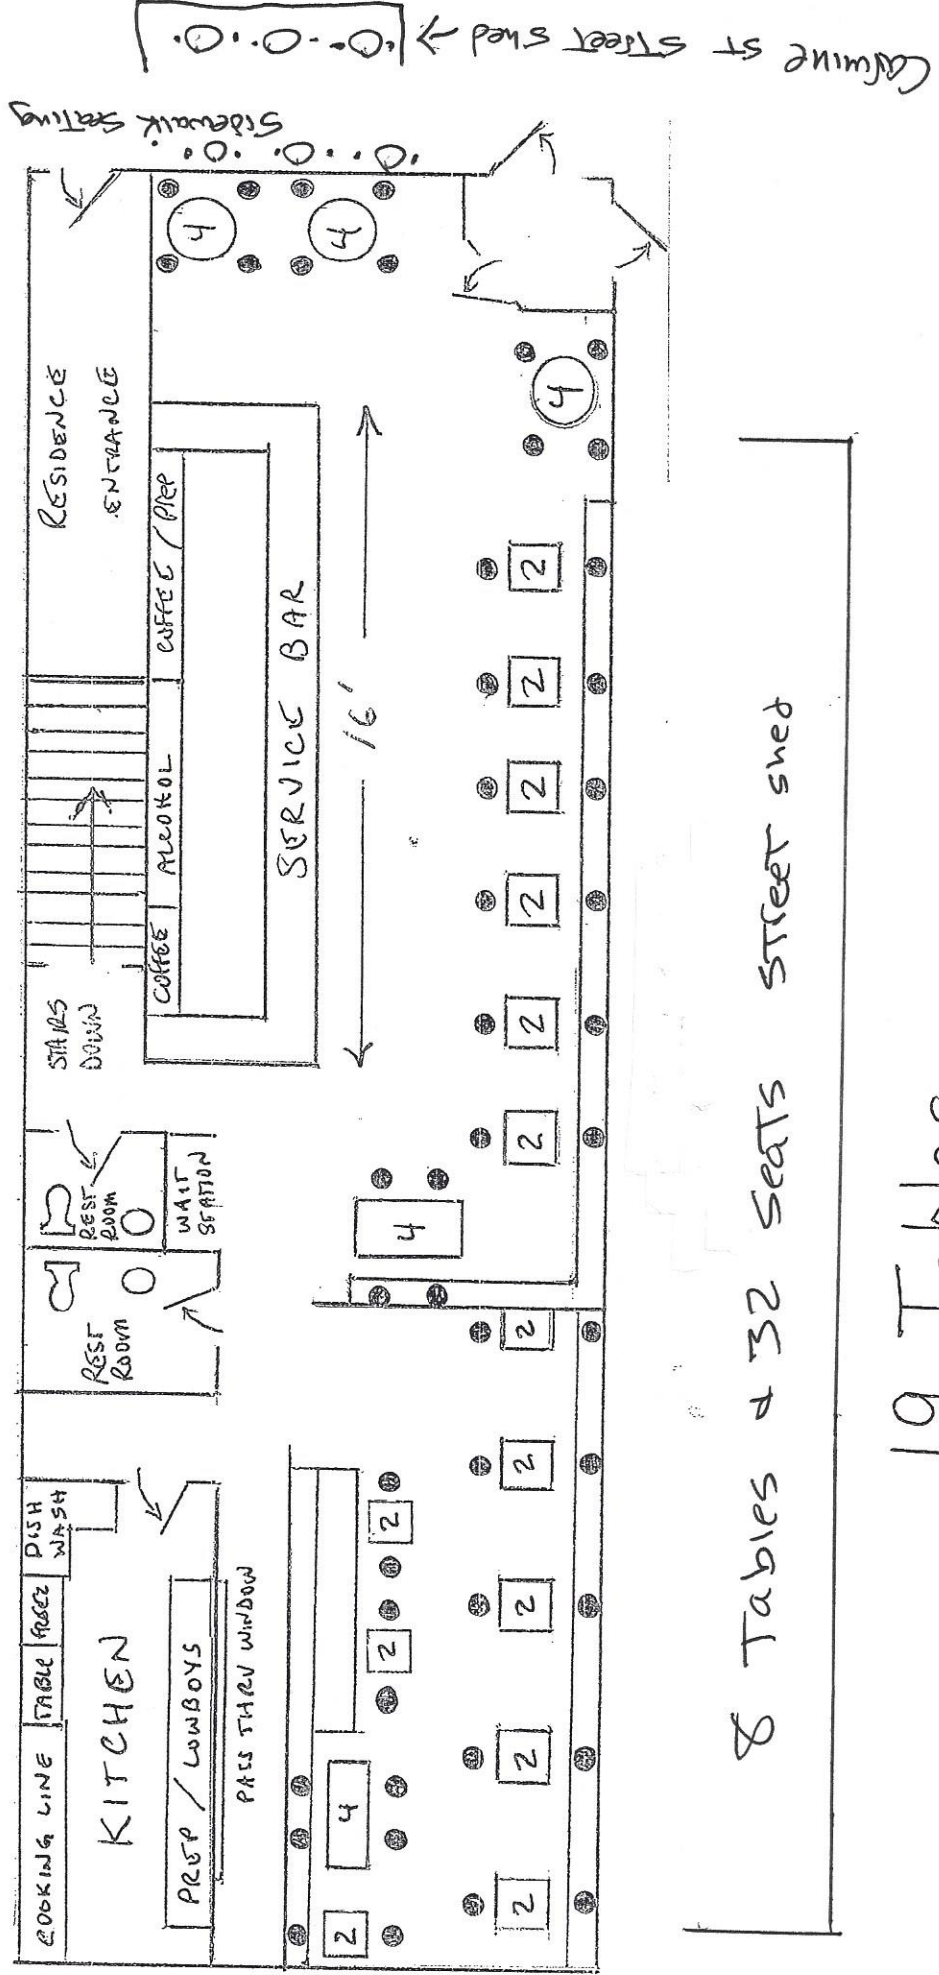 Carmine ST STreeT shed →
Sidewalk Seating
RESIDENCE
ENTRANCE
STAIRS
DOWN
COFFEE
ALCOHOL
COFFEE / PREP
SERVICE BAR
16'
REST
ROOM
WAIT
STATION
REST
ROOM
DISH
WASH
FREEZ
TABLE
COOKING LINE
KITCHEN
PREP / LOWBOYS
PASS THRU WINDOW
4
4
4
2
2
2
2
2
2
4
2
2
2
2
2
2
2
4
2
8 Tables & 32 SeaTs STreeT shed
19 Tables